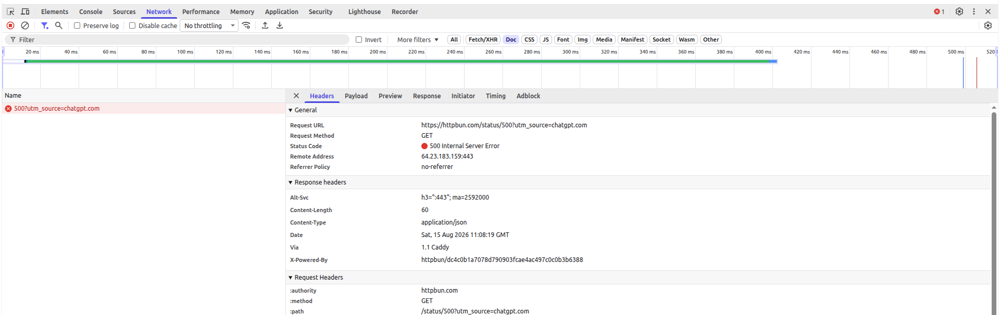 Elements Console Sources Network Performance Memory Application Security Lighthouse Recorder 1
Preserve log Disable cache No throttling
Filter Invert More filters All Fetch/XHR Doc CSS JS Font Img Media Manifest Socket Wasm Other
20 ms 40 ms 60 ms 80 ms 100 ms 120 ms 140 ms 160 ms 180 ms 200 ms 220 ms 240 ms 260 ms 280 ms 300 ms 320 ms 340 ms 360 ms 380 ms 400 ms 420 ms 440 ms 460 ms 480 ms 500 ms 520
Name
500?utm_source=chatgpt.com
Headers Payload Preview Response Initiator Timing Adblock
General
Request URL https://httpbun.com/status/500?utm_source=chatgpt.com
Request Method GET
Status Code 500 Internal Server Error
Remote Address 64.23.183.159:443
Referrer Policy no-referrer
Response headers
Alt-Svc h3=":443"; ma=2592000
Content-Length 60
Content-Type application/json
Date Sat, 15 Aug 2026 11:08:19 GMT
Via 1.1 Caddy
X-Powered-By httpbun/dc4c0b1a7078d790903fcae4ac497c0c0b3b6388
Request Headers
:authority httpbun.com
:method GET
:path /status/500?utm_source=chatgpt.com